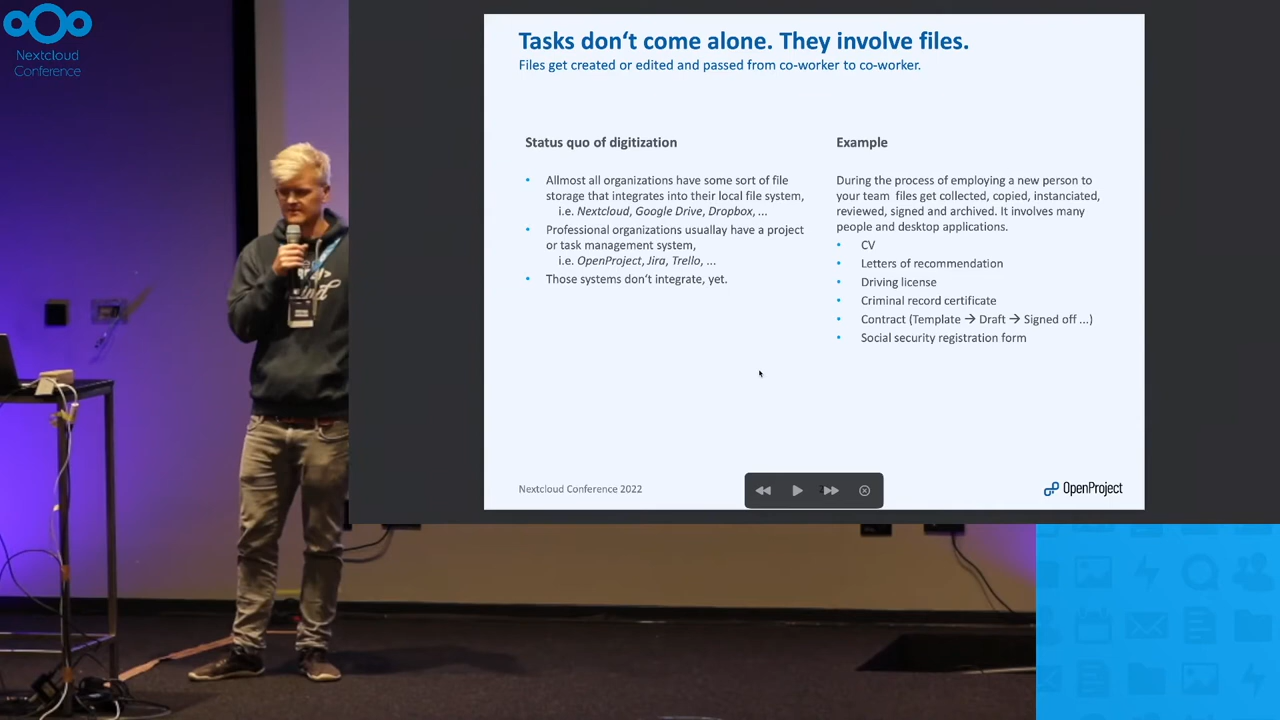 Nextcloud
Conference
Tasks don‘t come alone. They involve files.
Files get created or edited and passed from co-worker to co-worker.
Status quo of digitization
• Allmost all organizations have some sort of file
storage that integrates into their local file system,
i.e. Nextcloud, Google Drive, Dropbox, ...
• Professional organizations usuallay have a project
or task management system,
i.e. OpenProject, Jira, Trello, ...
• Those systems don‘t integrate, yet.
Example
During the process of employing a new person to
your team files get collected, copied, instanciated,
reviewed, signed and archived. It involves many
people and desktop applications.
• CV
• Letters of recommendation
• Driving license
• Criminal record certificate
• Contract (Template → Draft → Signed off ...)
• Social security registration form
Nextcloud Conference 2022
OpenProject